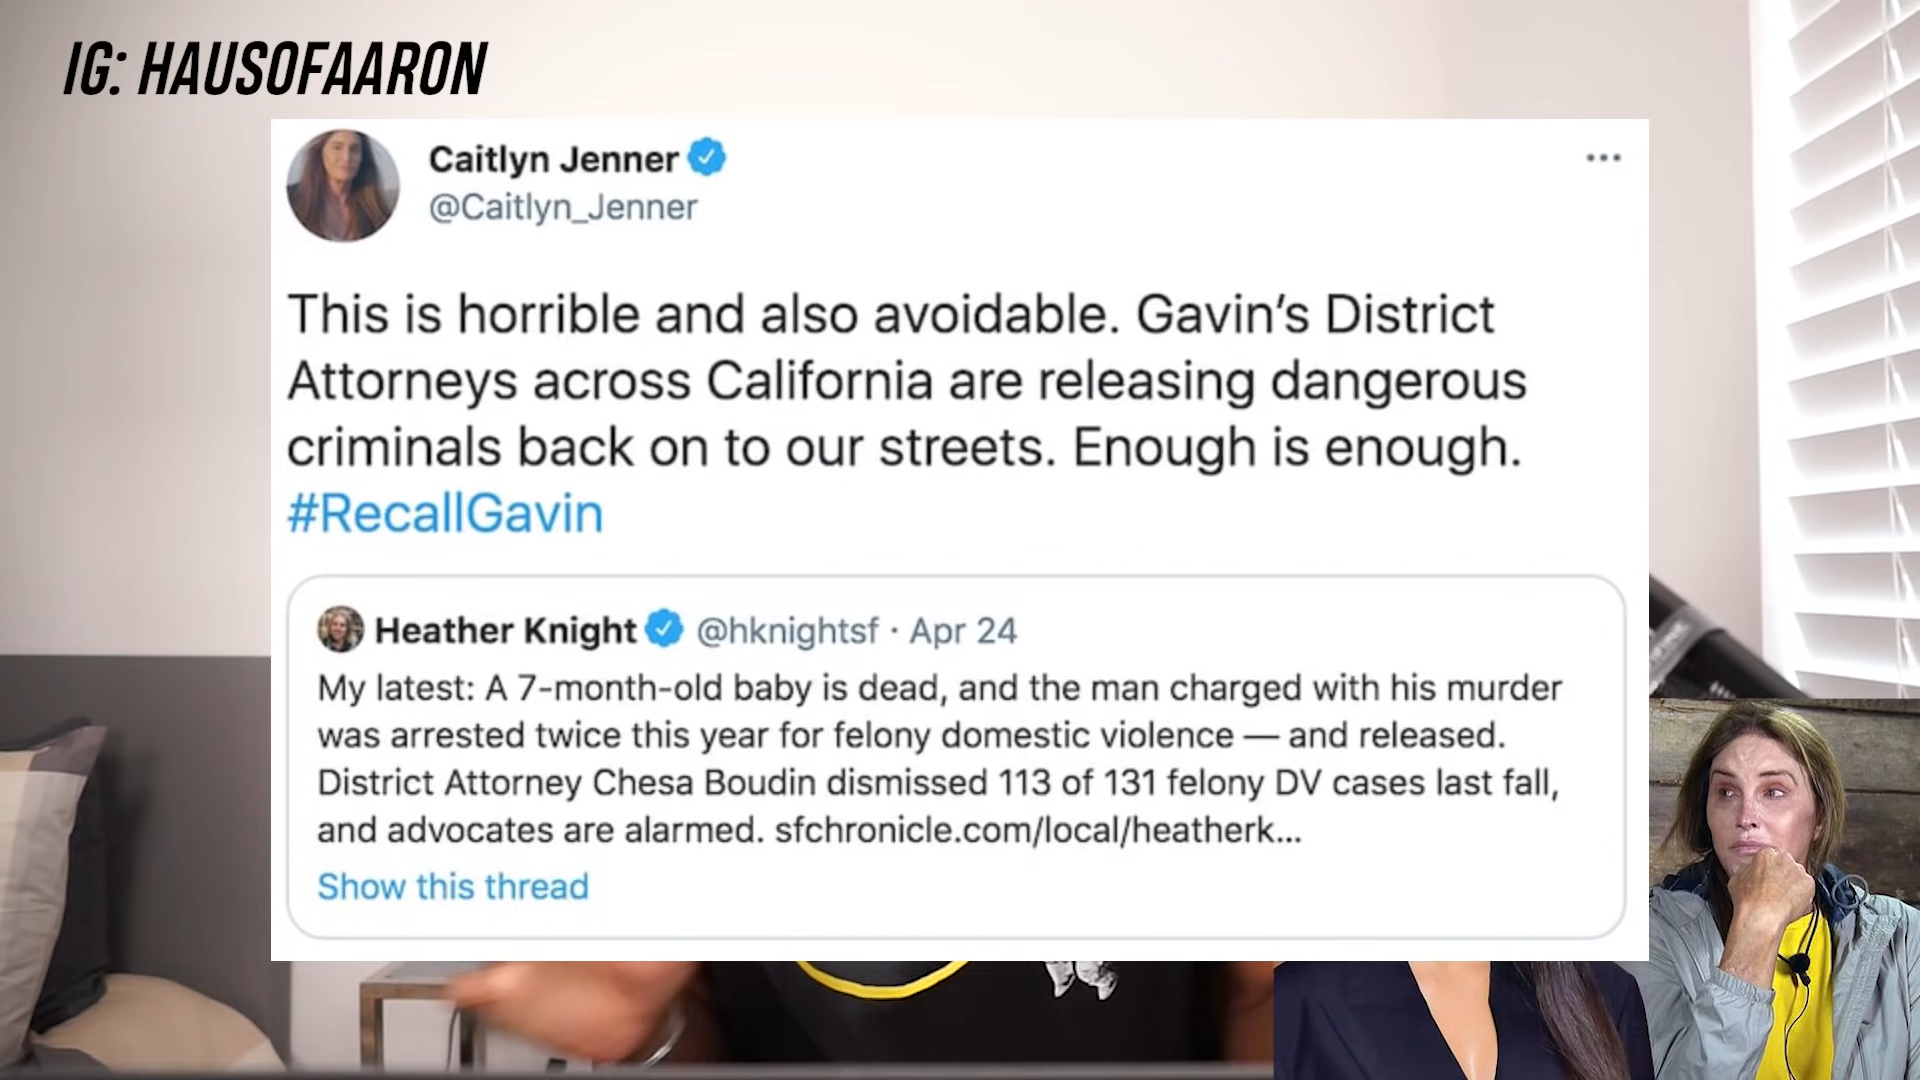 IG: HAUSOFAARON
Caitlyn Jenner
@Caitlyn_Jenner
This is horrible and also avoidable. Gavin’s District
Attorneys across California are releasing dangerous
criminals back on to our streets. Enough is enough.
#RecallGavin
Heather Knight @hknightsf · Apr 24
My latest: A 7-month-old baby is dead, and the man charged with his murder
was arrested twice this year for felony domestic violence — and released.
District Attorney Chesa Boudin dismissed 113 of 131 felony DV cases last fall,
and advocates are alarmed. sfchronicle.com/local/heatherk...
Show this thread